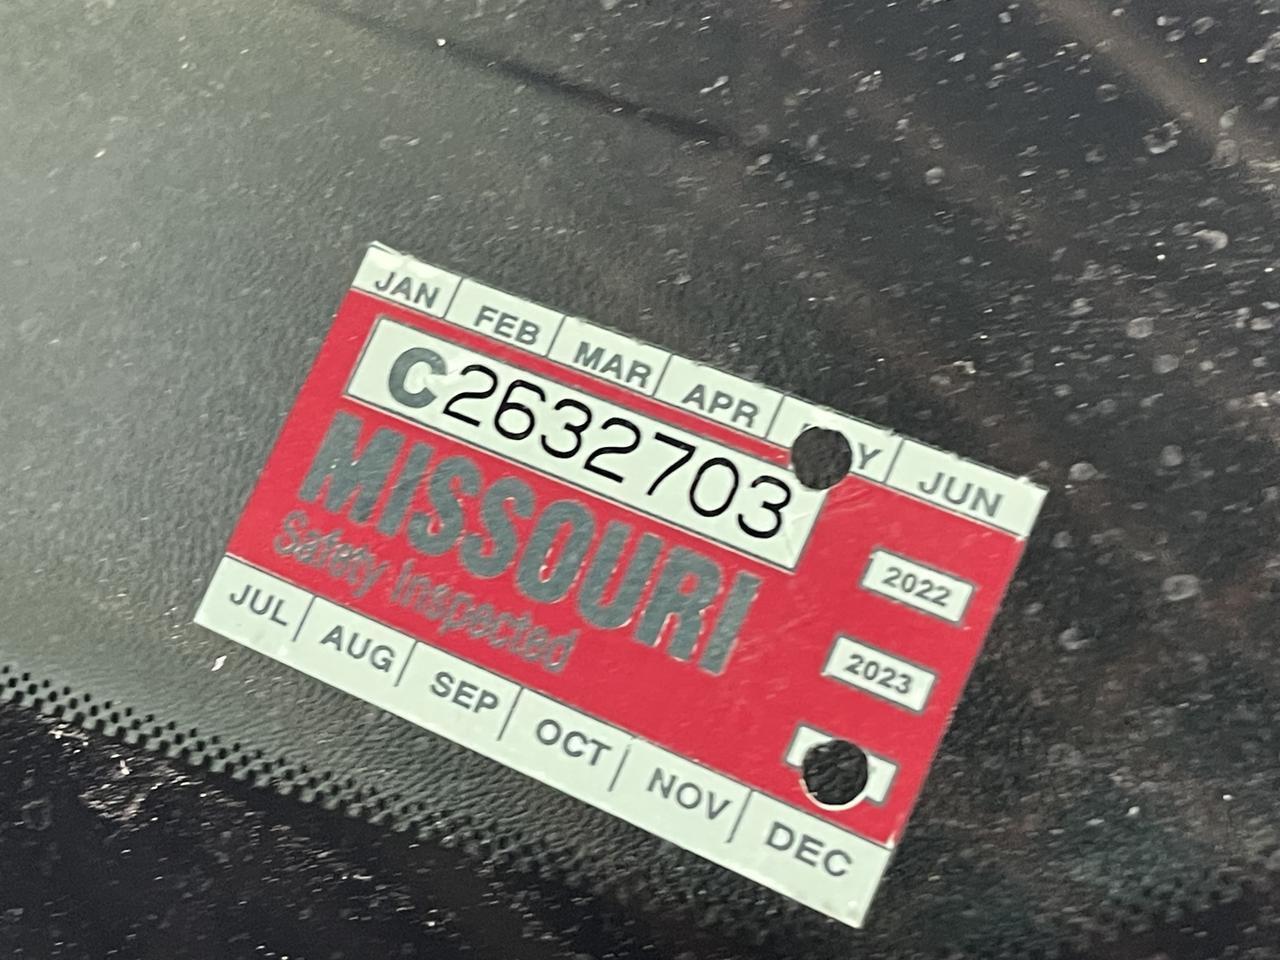 JAN FEB MAR APR Y JUN
C2632703
MISSOURI
Safety Inspected
2022
2023
JUL AUG SEP OCT NOV DEC